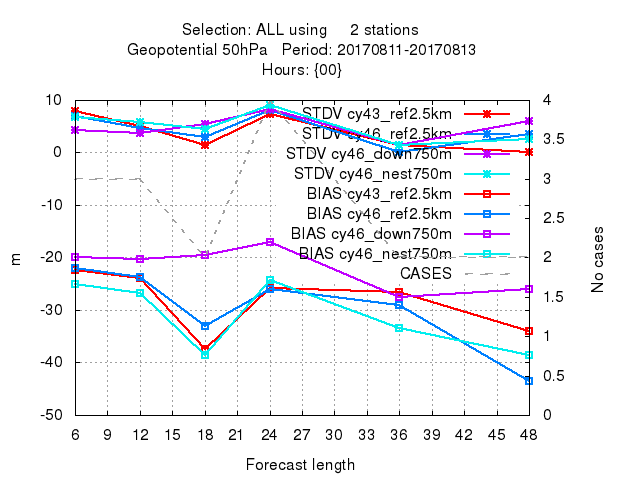 Selection: ALL using 2 stations
Geopotential 50hPa Period: 20170811-20170813
Hours: {00}
10
0
-10
-20
-30
-40
-50
m
4
3.5
3
2.5
2
1.5
1
0.5
0
No cases
STDV cy43_ref2.5km
STDV cy46_ref2.5km
STDV cy46_down750m
STDV cy46_nest750m
BIAS cy43_ref2.5km
BIAS cy46_ref2.5km
BIAS cy46_down750m
BIAS cy46_nest750m
CASES
6 9 12 15 18 21 24 27 30 33 36 39 42 45 48
Forecast length